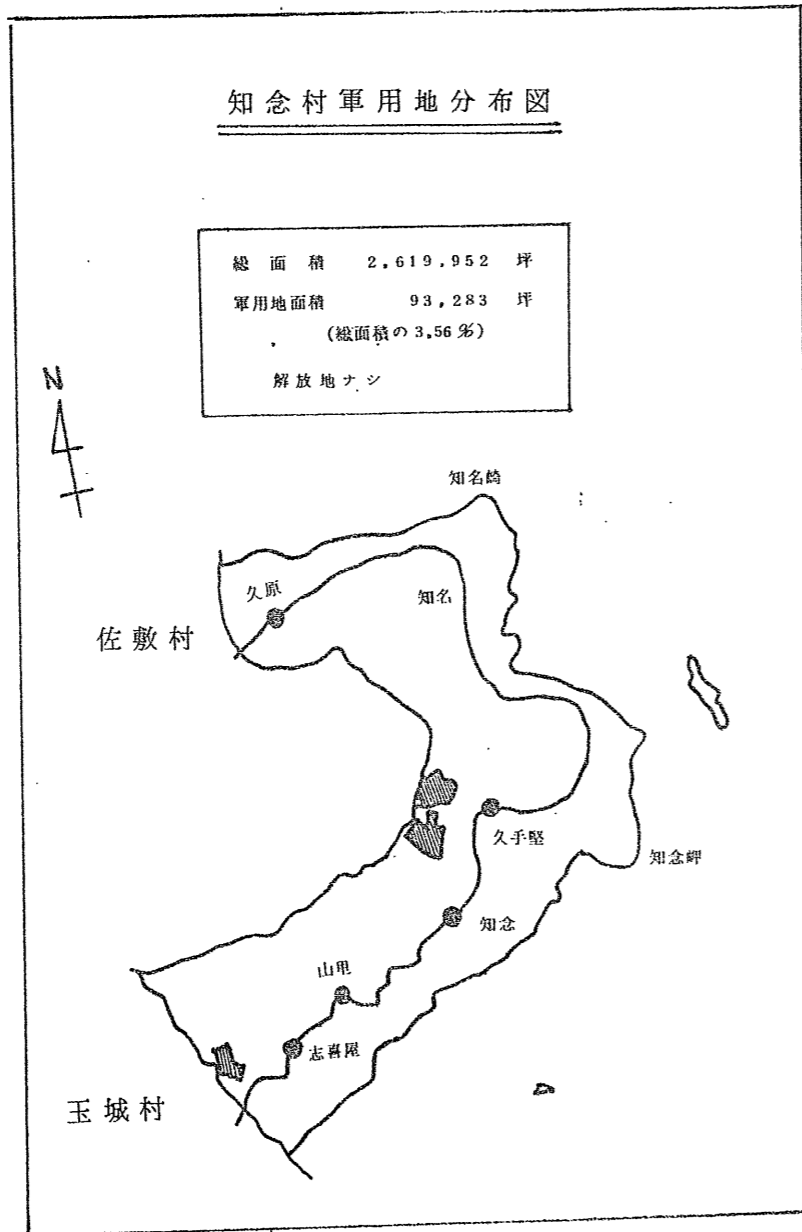 知念村軍用地分布図
総面積 2,619,952 坪
軍用地面積 93,283 坪
(総面積の 3.56 %)
解放地ナシ
N
知名崎
久原
知名
佐敷村
久手堅
知念岬
知念
山里
志喜屋
玉城村